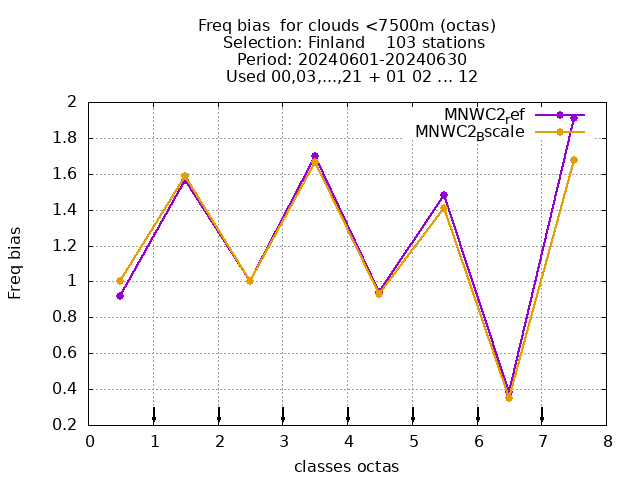 Freq bias  for clouds <7500m (octas)
Selection: Finland    103 stations
Period: 20240601-20240630
Used 00,03,...,21 + 01 02 ... 12
MNWC2ref
MNWC2Bscale
2
1.8
1.6
1.4
1.2
1
0.8
0.6
0.4
0.2
Freq bias
0 1 2 3 4 5 6 7 8
classes octas